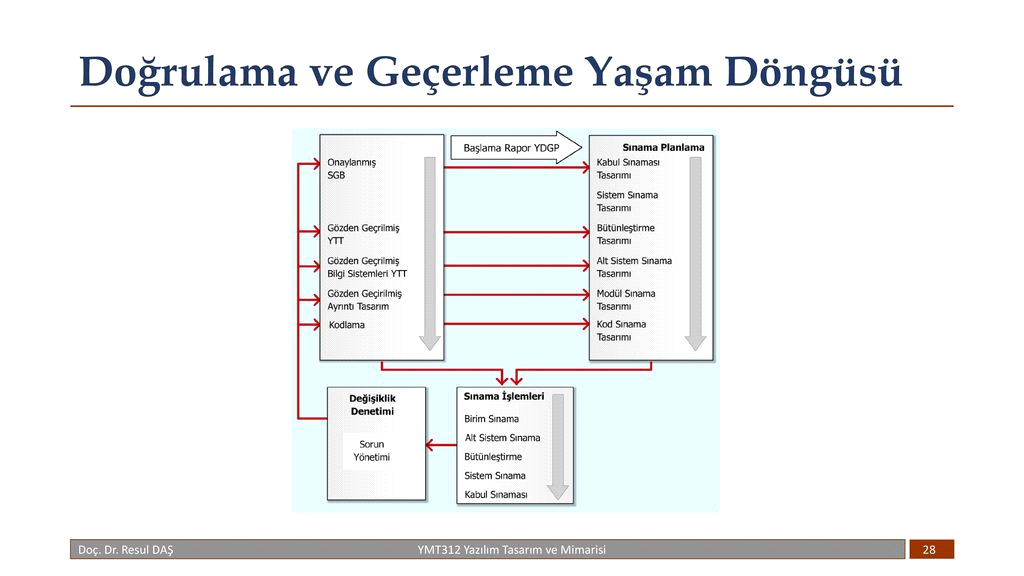 Doğrulama ve Geçerleme Yaşam Döngüsü
Başlama Rapor YDGP
Onaylanmış
SGB
Gözden Geçrilmiş
YTT
Gözden Geçrilmiş
Bilgi Sistemleri YTT
Gözden Geçirilmiş
Ayrıntı Tasarım
Kodlama
Sınama Planlama
Kabul Sınaması
Tasarımı
Sistem Sınama
Tasarımı
Bütünleştirme
Tasarımı
Alt Sistem Sınama
Tasarımı
Modül Sınama
Tasarımı
Kod Sınama
Tasarımı
Değişiklik
Denetimi
Sorun
Yönetimi
Sınama İşlemleri
Birim Sınama
Alt Sistem Sınama
Bütünleştirme
Sistem Sınama
Kabul Sınaması
Doç. Dr. Resul DAŞ
YMT312 Yazılım Tasarım ve Mimarisi
28